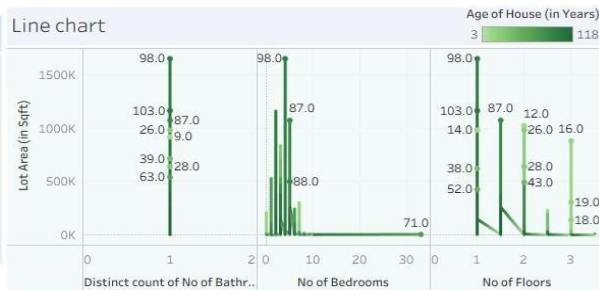 Line chart
Age of House (in Years)
3 118
Lot Area (in Sqft)
1500K
1000K
500K
0K
98.0
103.0
87.0
26.0
9.0
39.0
28.0
63.0
98.0
87.0
88.0
71.0
98.0
103.0
87.0
12.0
14.0
26.0
16.0
38.0
28.0
52.0
43.0
19.0
18.0
0 1 2
0 10 20 30
0 1 2 3
Distinct count of No of Bathr..
No of Bedrooms
No of Floors